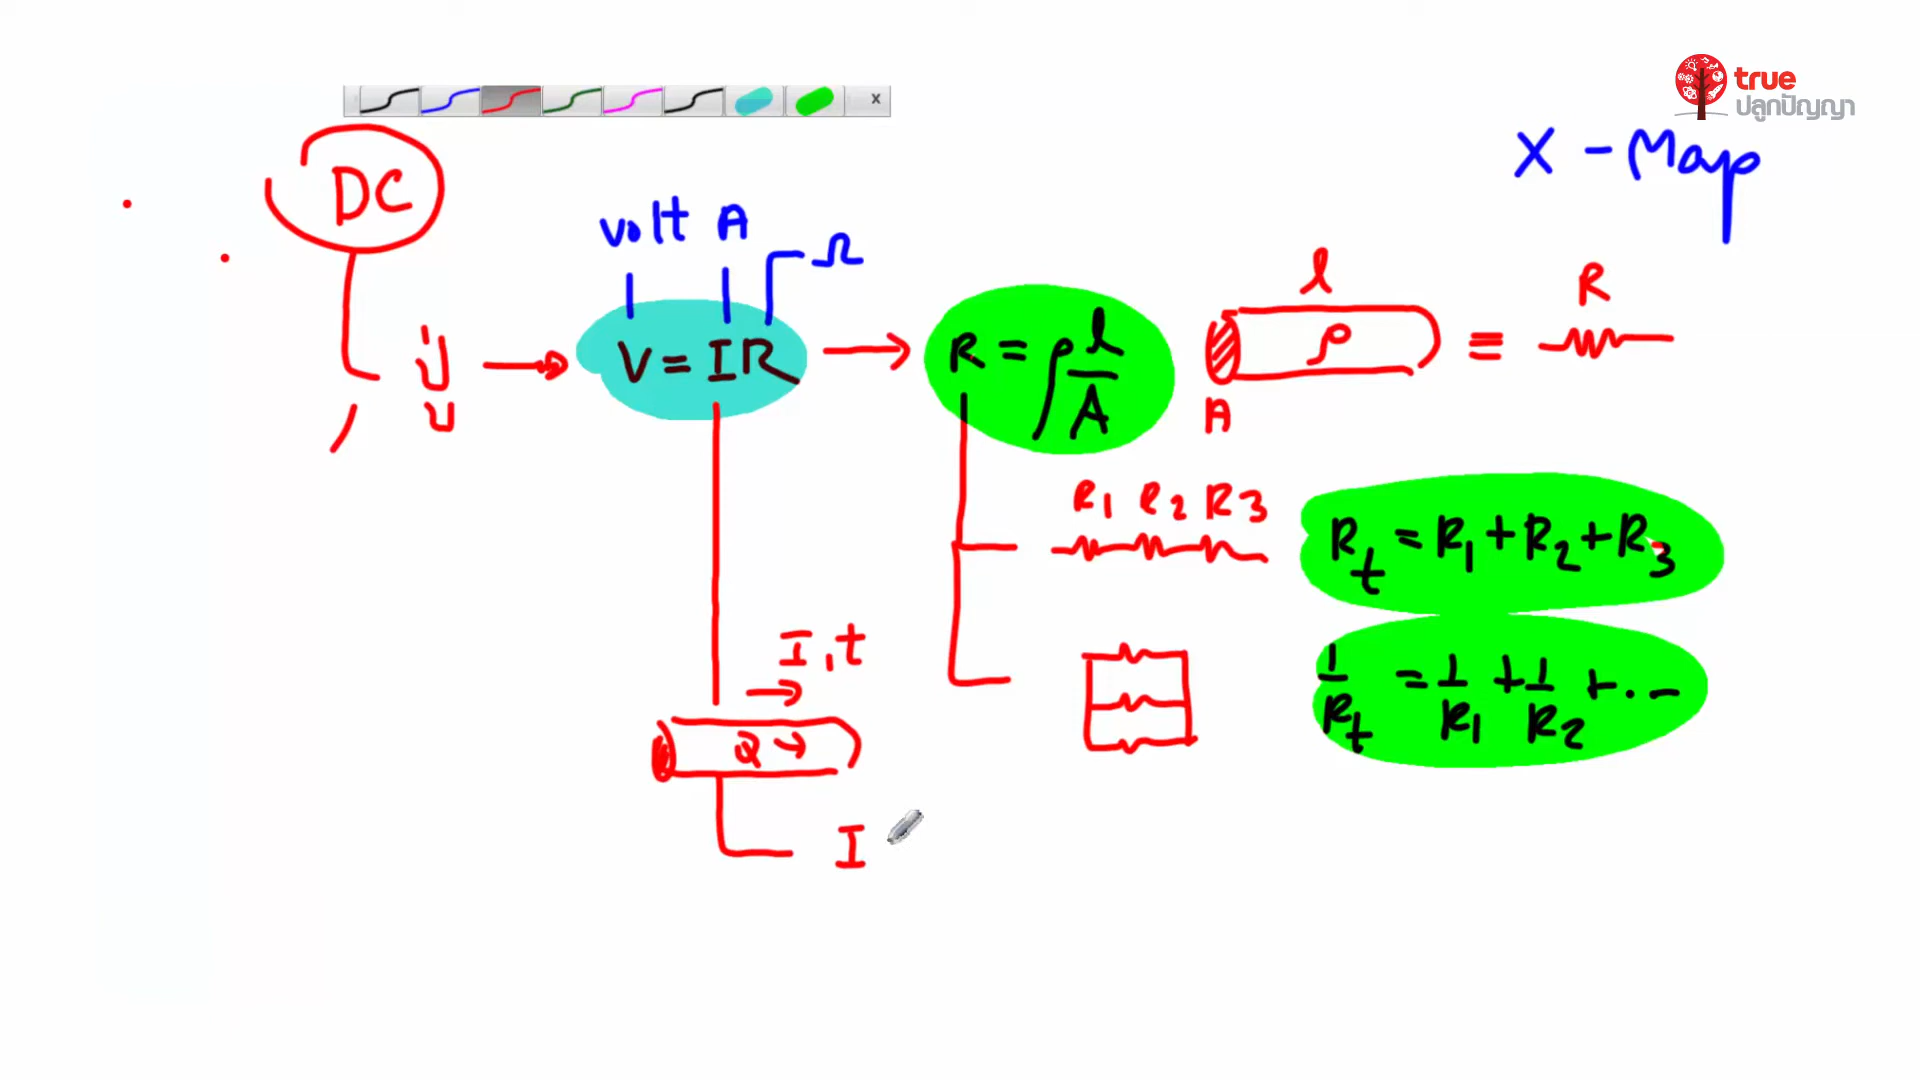 true
ปลูกปัญญา
X - Map
DC
volt A Ω
V = IR
R = ρ l/A
l
ρ
A
≡
R
R1 R2 R3
Rt = R1 + R2 + R3
1/Rt = 1/R1 + 1/R2 + ...
I, t
Q →
I
x